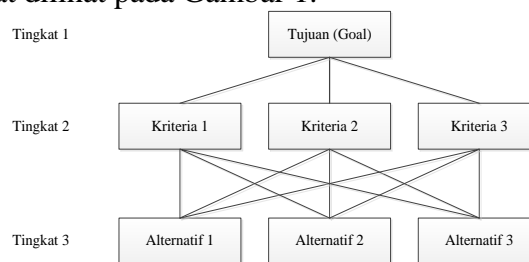 at dilihat pada Gambar 1.
Tingkat 1 Tujuan (Goal)
Tingkat 2 Kriteria 1 Kriteria 2 Kriteria 3
Tingkat 3 Alternatif 1 Alternatif 2 Alternatif 3